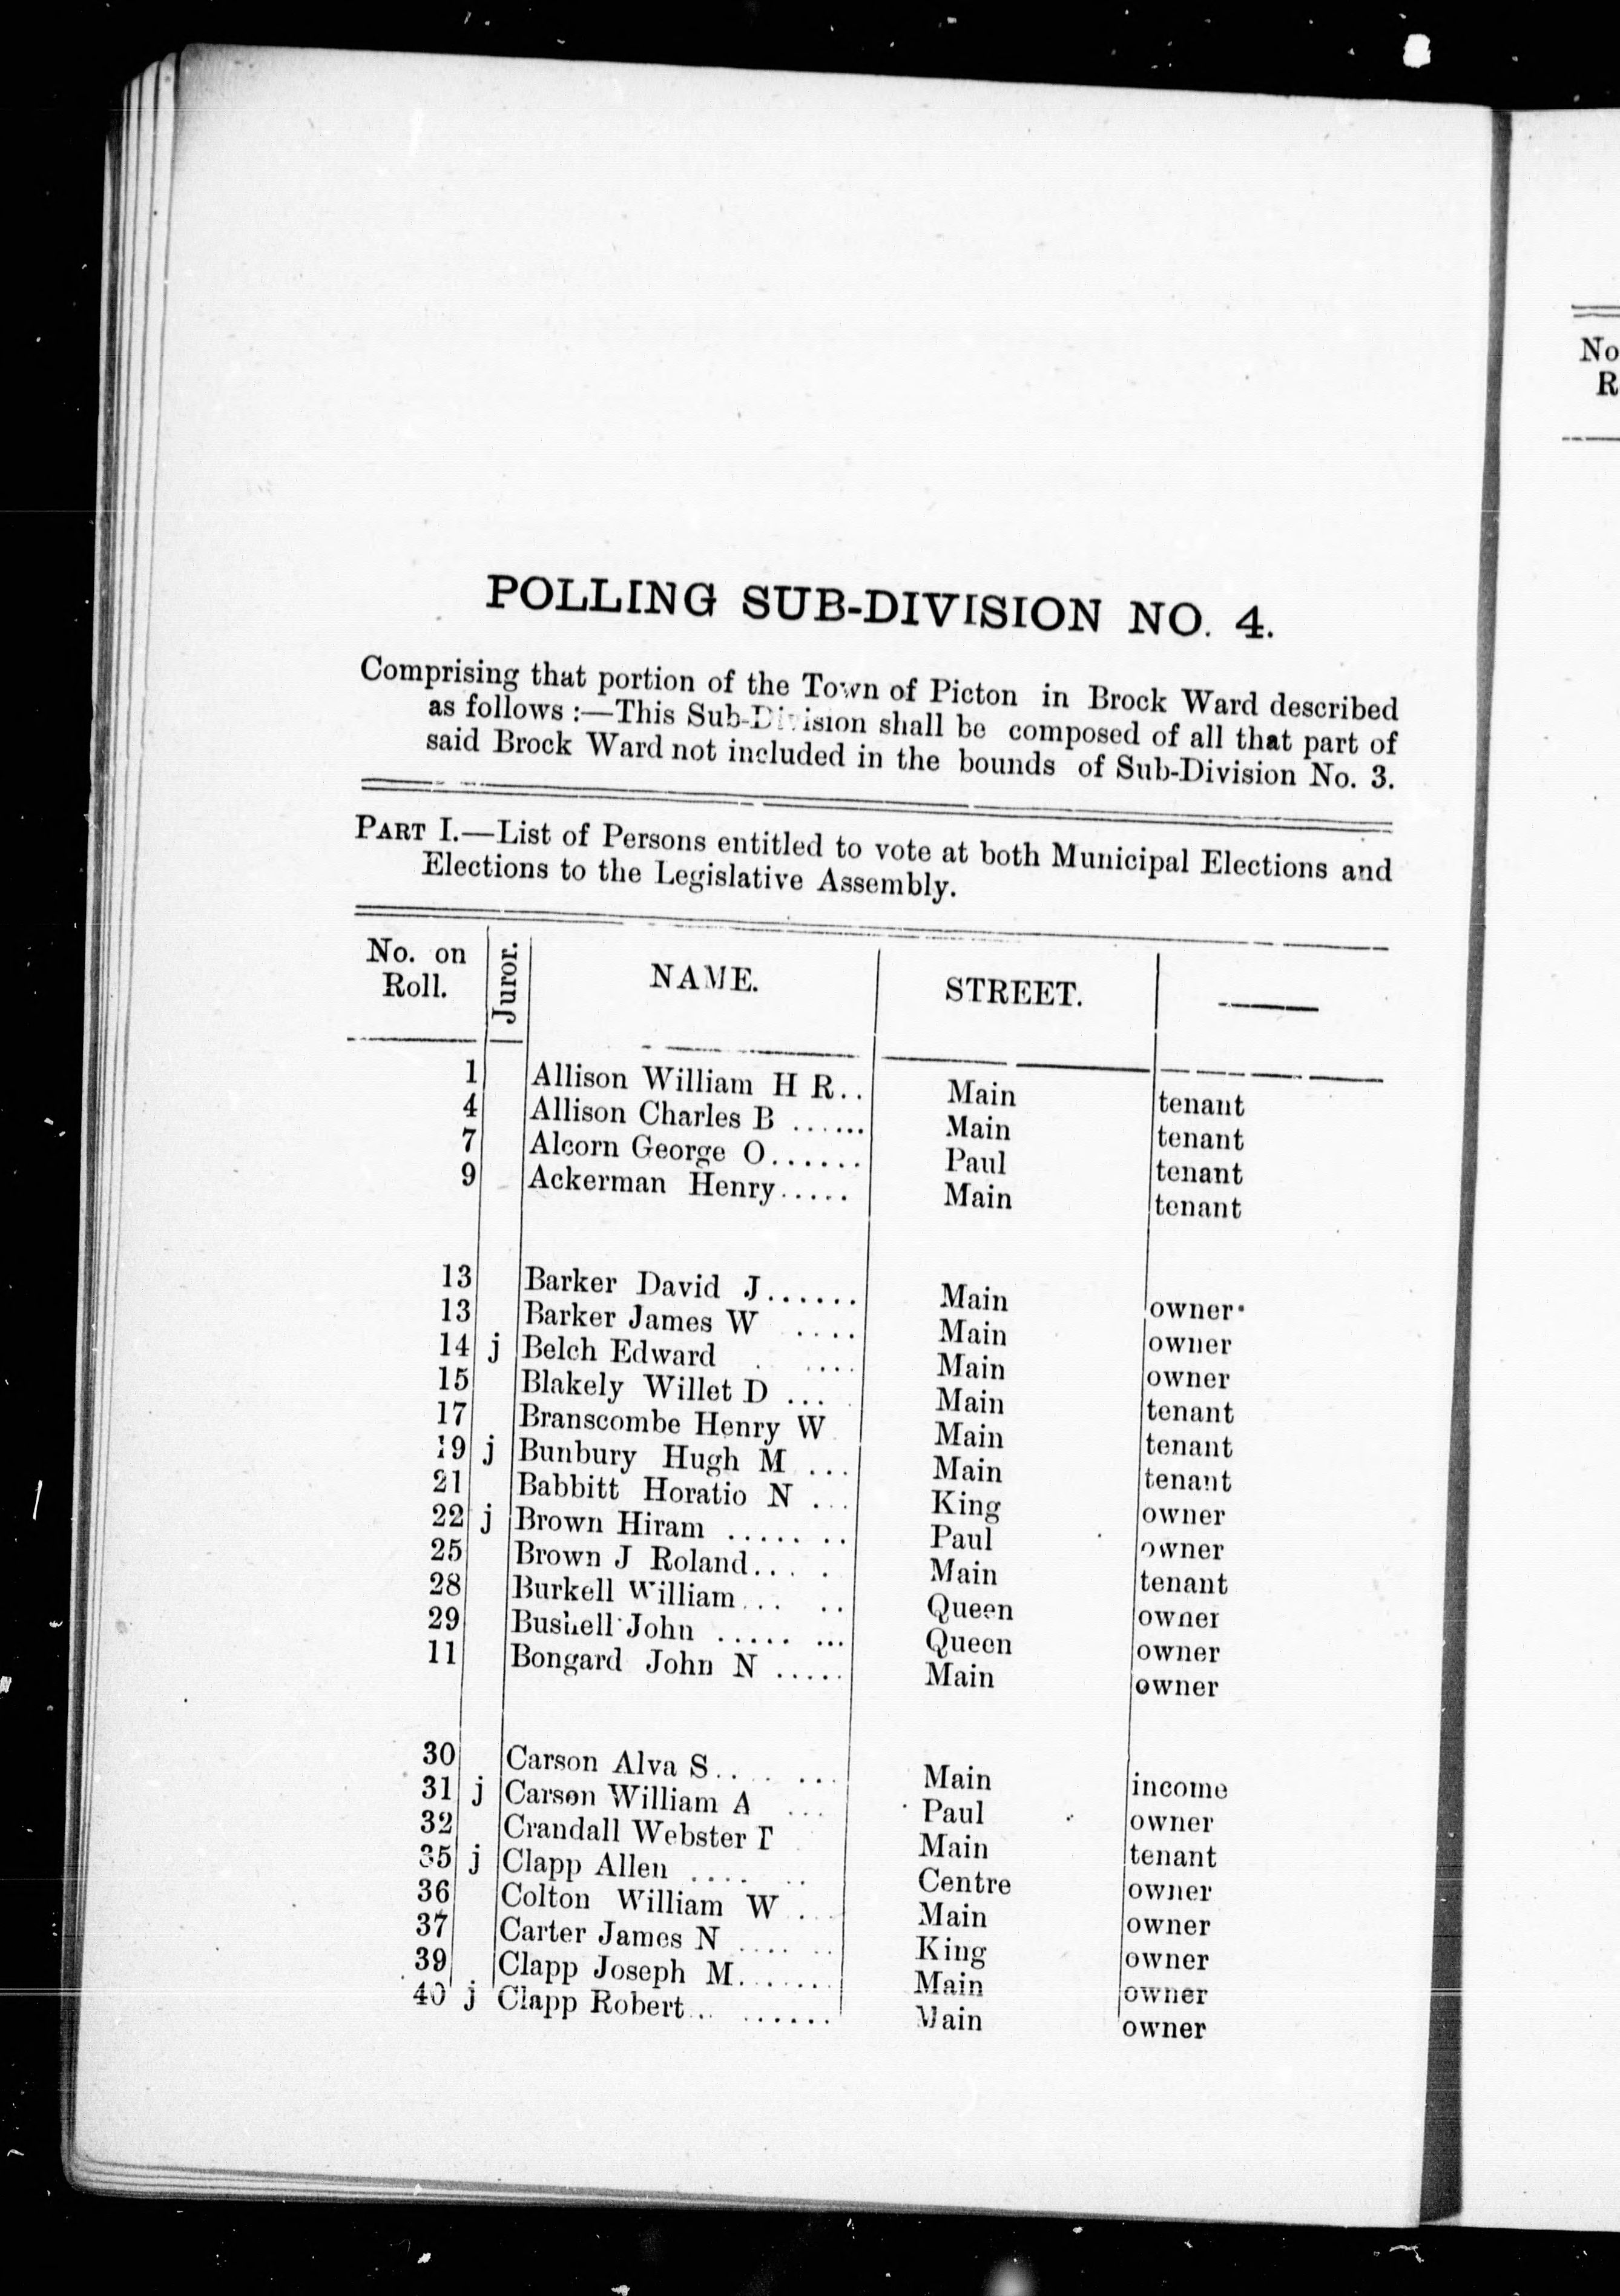 POLLING SUB-DIVISION NO. 4.
Comprising that portion of the Town of Picton in Brock Ward described
as follows :—This Sub-Division shall be composed of all that part of
said Brock Ward not included in the bounds of Sub-Division No. 3.
PART I.—List of Persons entitled to vote at both Municipal Elections and
Elections to the Legislative Assembly.
No. on Roll. Juror. NAME. STREET. ——
1 Allison William H R.. Main tenant
4 Allison Charles B ...... Main tenant
7 Alcorn George O...... Paul tenant
9 Ackerman Henry..... Main tenant
13 Barker David J...... Main owner
13 Barker James W .... Main owner
14 j Belch Edward .... Main owner
15 Blakely Willet D ... Main tenant
17 Branscombe Henry W Main tenant
19 j Bunbury Hugh M ... Main tenant
21 Babbitt Horatio N ... King owner
22 j Brown Hiram ....... Paul owner
25 Brown J Roland.... . Main tenant
28 Burkell William... .. Queen owner
29 Bushell John ..... ... Queen owner
11 Bongard John N ..... Main owner
30 Carson Alva S.. .. ... Main income
31 j Carson William A ... Paul owner
32 Crandall Webster Main tenant
35 j Clapp Allen .... .. Centre owner
36 Colton William W ... Main owner
37 Carter James N .... .. King owner
39 Clapp Joseph M....... Main owner
40 j Clapp Robert... ...... Main owner
No
R